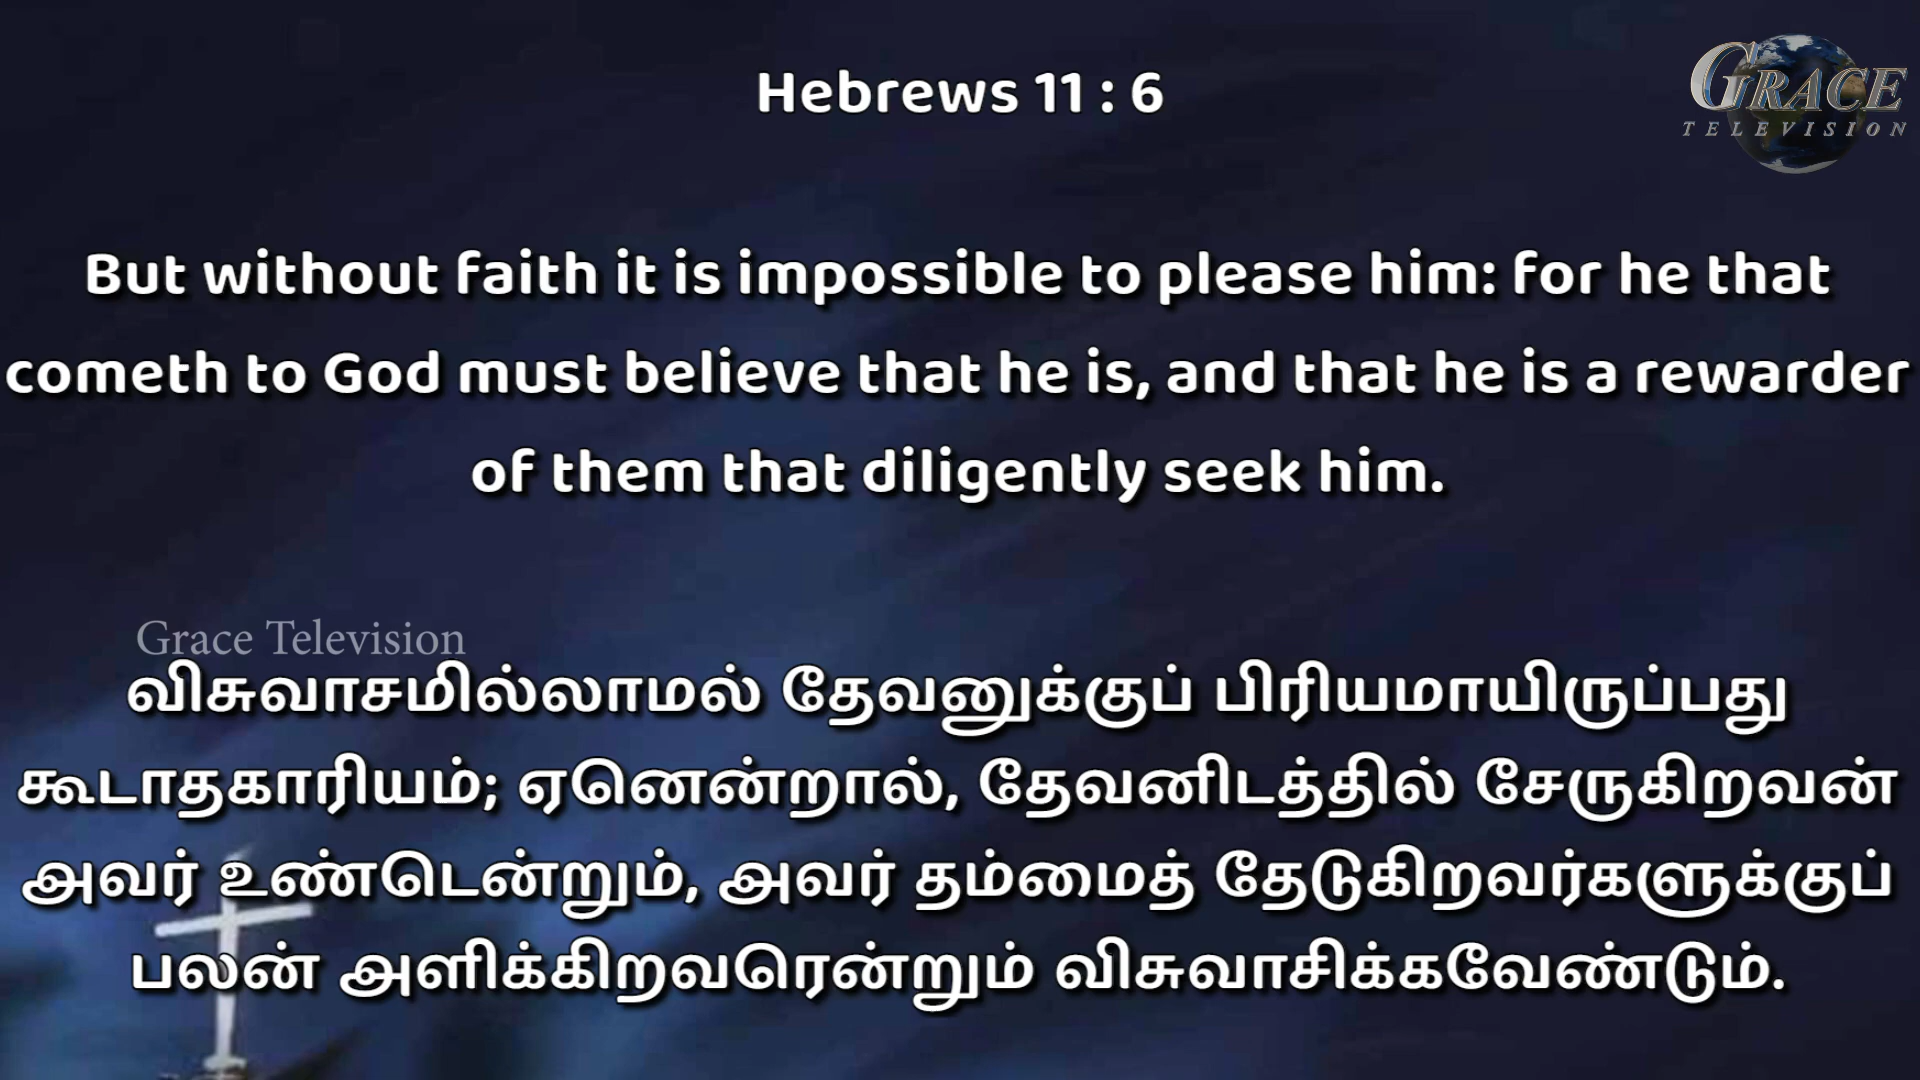 Hebrews 11 : 6
GRACE
TELEVISION
But without faith it is impossible to please him: for he that
cometh to God must believe that he is, and that he is a rewarder
of them that diligently seek him.
Grace Television
விசுவாசமில்லாமல் தேவனுக்குப் பிரியமாயிருப்பது
கூடாதகாரியம்; ஏனென்றால், தேவனிடத்தில் சேருகிறவன்
அவர் உண்டென்றும், அவர் தம்மைத் தேடுகிறவர்களுக்குப்
பலன் அளிக்கிறவரென்றும் விசுவாசிக்கவேண்டும்.